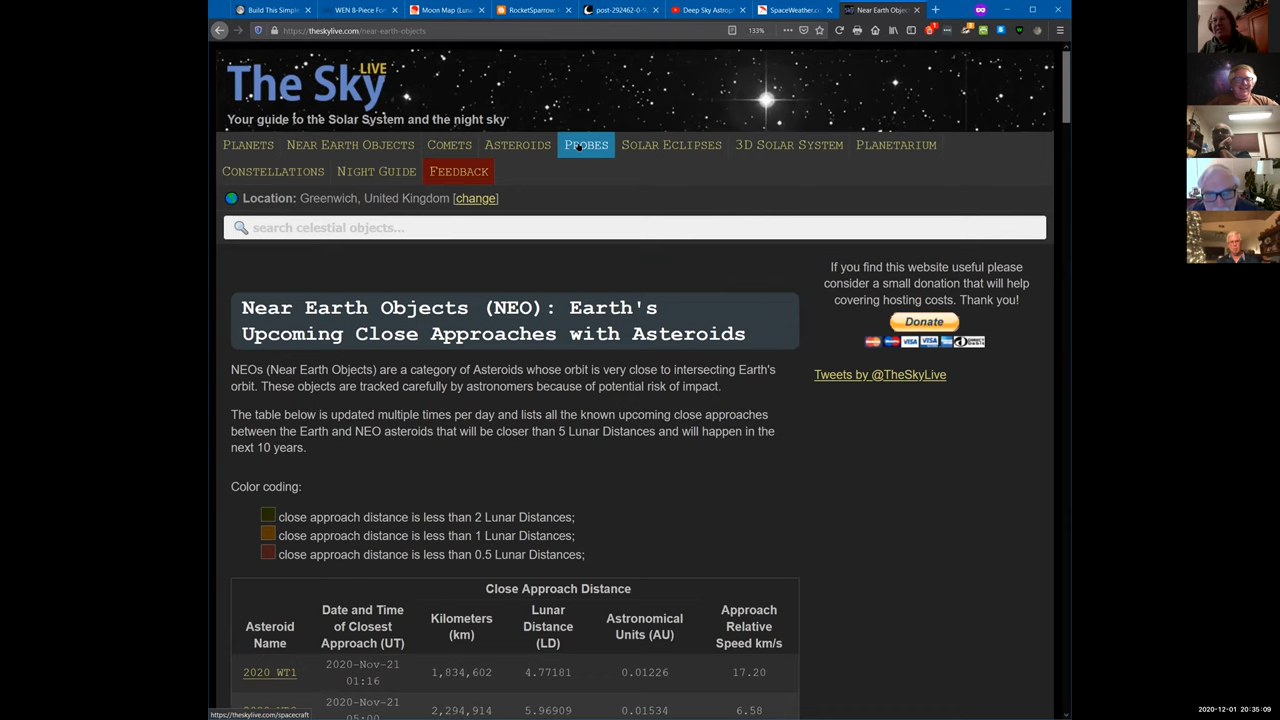 Build This Simple
WEN 8-Piece For
Moon Map (Luna
RocketSparrow
post-292462-0-
Deep Sky Astrop
SpaceWeather.c
Near Earth Objec
https://theskylive.com/near-earth-objects
133%
The Sky LIVE
Your guide to the Solar System and the night sky
PLANETS NEAR EARTH OBJECTS COMETS ASTEROIDS PROBES SOLAR ECLIPSES 3D SOLAR SYSTEM PLANETARIUM
CONSTELLATIONS NIGHT GUIDE FEEDBACK
Location: Greenwich, United Kingdom [change]
search celestial objects...
If you find this website useful please
consider a small donation that will help
covering hosting costs. Thank you!
Donate
VISA VISA
Tweets by @TheSkyLive
Near Earth Objects (NEO): Earth's
Upcoming Close Approaches with Asteroids
NEOs (Near Earth Objects) are a category of Asteroids whose orbit is very close to intersecting Earth's
orbit. These objects are tracked carefully by astronomers because of potential risk of impact.
The table below is updated multiple times per day and lists all the known upcoming close approaches
between the Earth and NEO asteroids that will be closer than 5 Lunar Distances and will happen in the
next 10 years.
Color coding:
close approach distance is less than 2 Lunar Distances;
close approach distance is less than 1 Lunar Distances;
close approach distance is less than 0.5 Lunar Distances;
Close Approach Distance
Asteroid Name
Date and Time of Closest Approach (UT)
Kilometers (km)
Lunar Distance (LD)
Astronomical Units (AU)
Approach Relative Speed km/s
2020 WT1 2020-Nov-21 01:16 1,834,602 4.77181 0.01226 17.20
2020-Nov-21 05:00 2,294,914 5.96909 0.01534 6.58
https://theskylive.com/spacecraft
2020-12-01 20:35:09